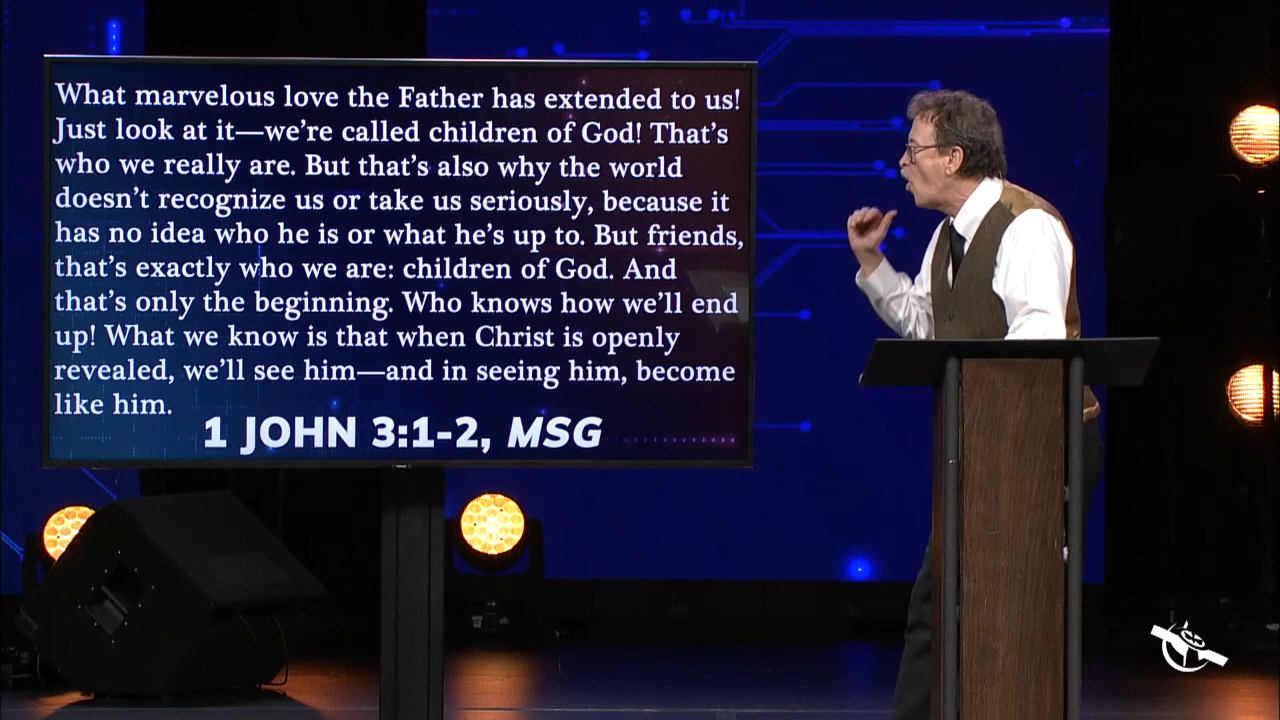 What marvelous love the Father has extended to us!
Just look at it—we’re called children of God! That’s
who we really are. But that’s also why the world
doesn’t recognize us or take us seriously, because it
has no idea who he is or what he’s up to. But friends,
that’s exactly who we are: children of God. And
that’s only the beginning. Who knows how we’ll end
up! What we know is that when Christ is openly
revealed, we’ll see him—and in seeing him, become
like him.
1 JOHN 3:1-2, MSG